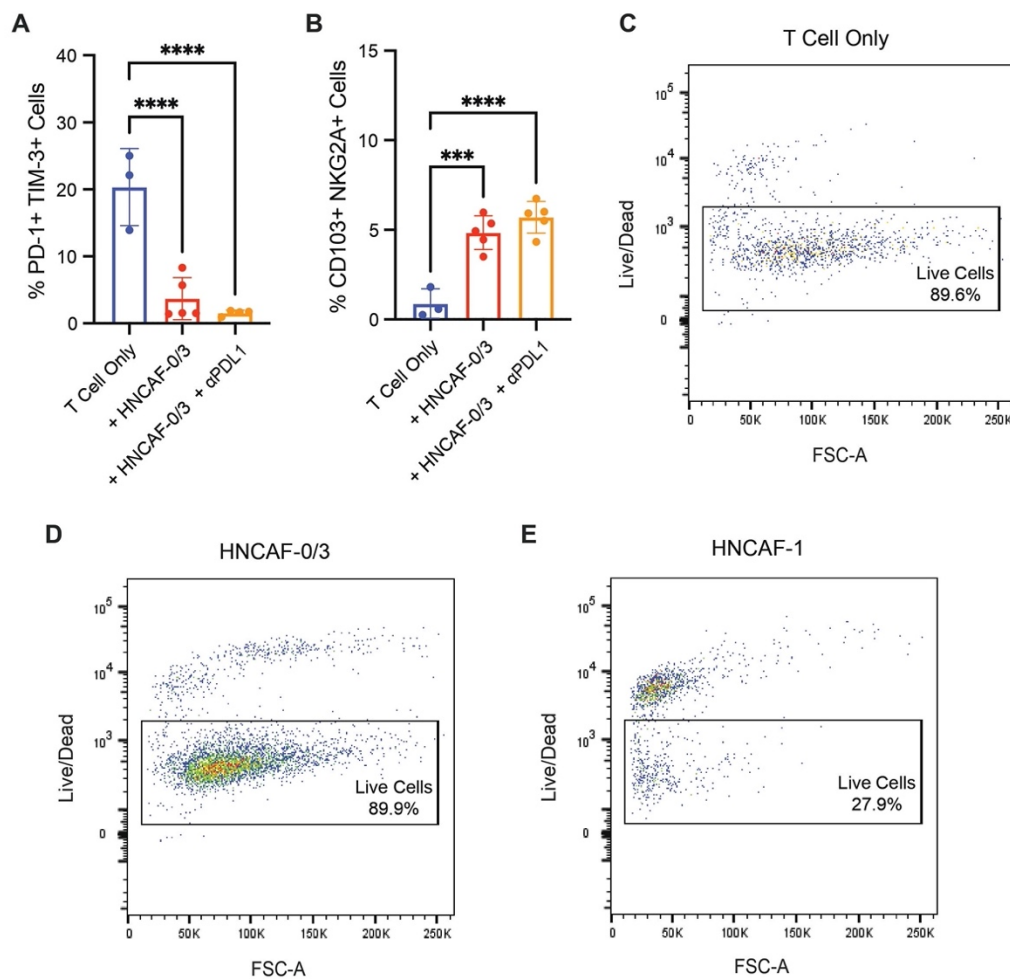 A
% PD-1+ TIM-3+ Cells
40
30
20
10
0
****
****
T Cell Only
+ HNCAF-0/3
+ HNCAF-0/3 + αPDL1
B
% CD103+ NKG2A+ Cells
15
10
5
0
****
***
T Cell Only
+ HNCAF-0/3
+ HNCAF-0/3 + αPDL1
C
T Cell Only
Live/Dead
10^5
10^4
10^3
0
Live Cells
89.6%
0 50K 100K 150K 200K 250K
FSC-A
D
HNCAF-0/3
Live/Dead
10^5
10^4
10^3
0
Live Cells
89.9%
0 50K 100K 150K 200K 250K
FSC-A
E
HNCAF-1
Live/Dead
10^5
10^4
10^3
0
Live Cells
27.9%
0 50K 100K 150K 200K 250K
FSC-A